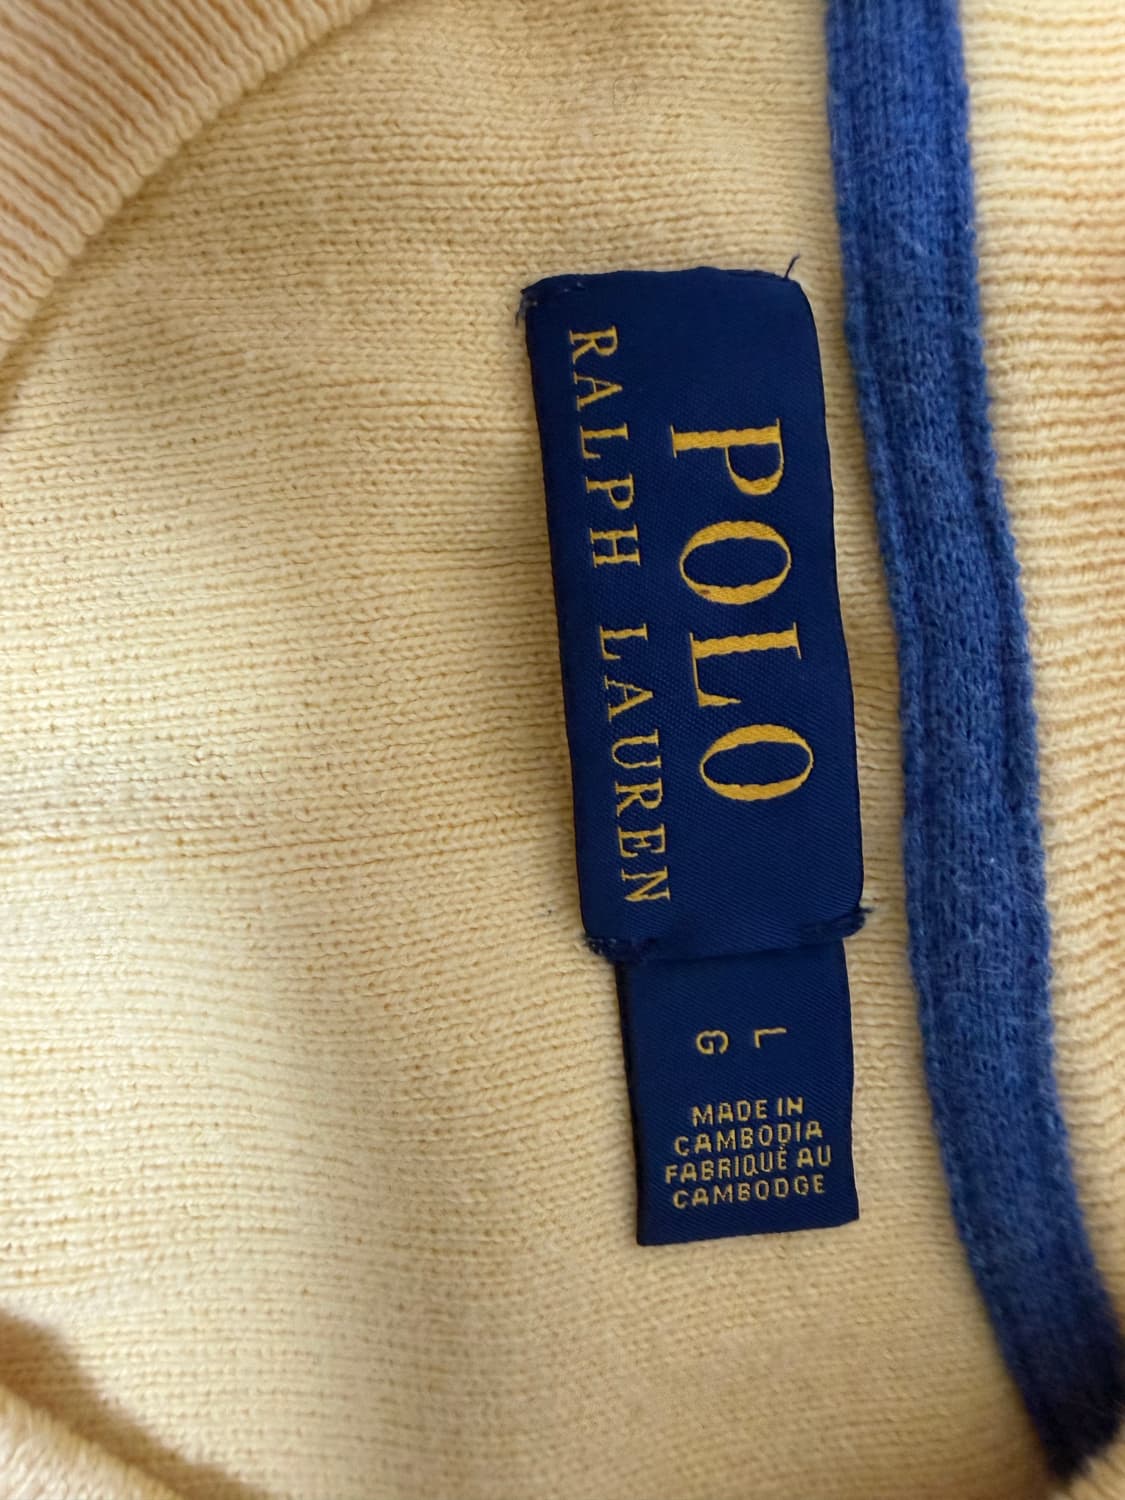 POLO
RALPH LAUREN
L
G
MADE IN
CAMBODIA
FABRIQUÉ AU
CAMBODGE